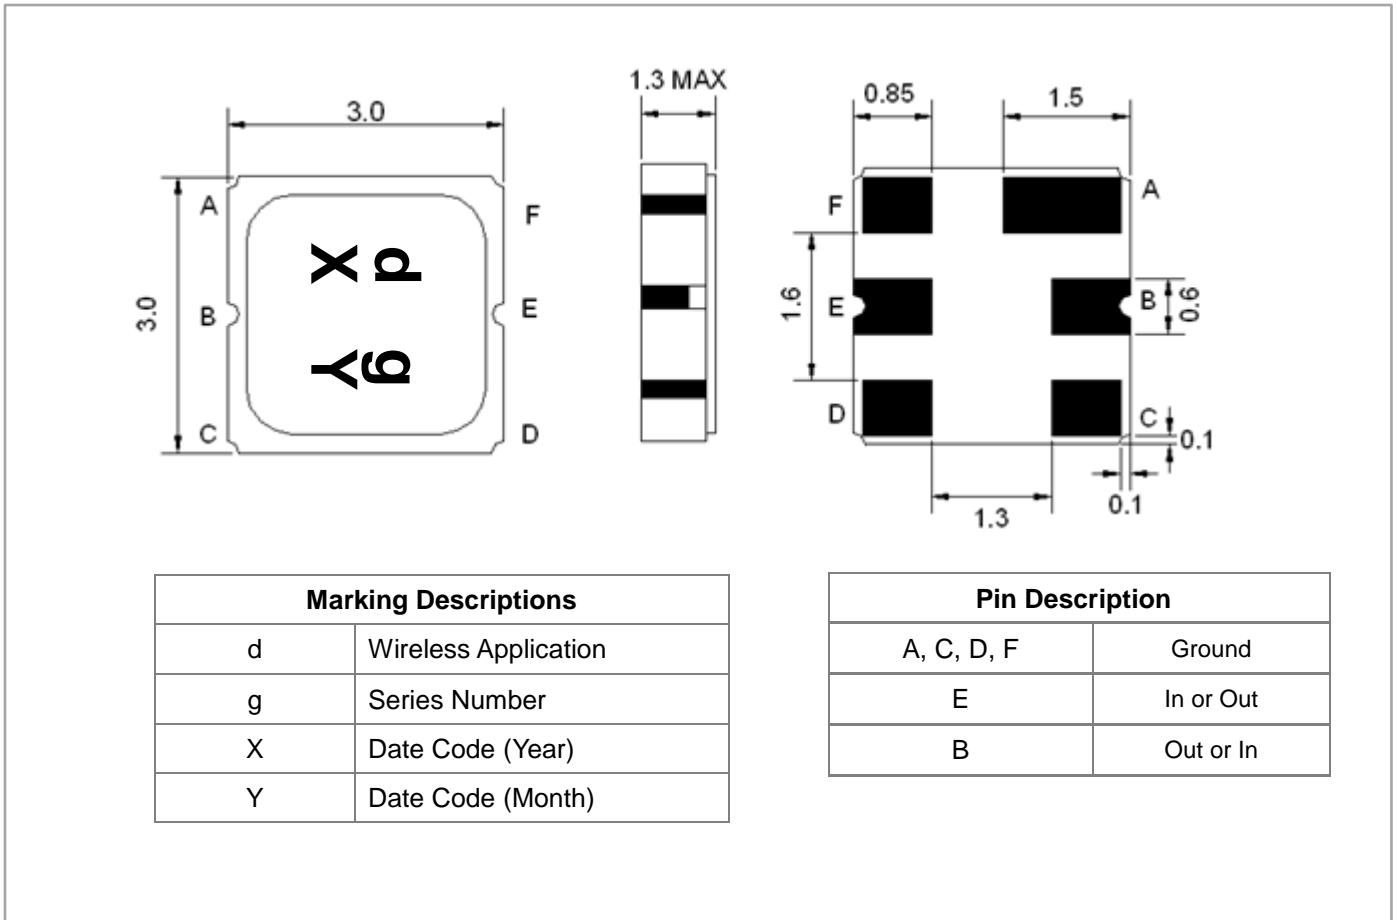 1.3 MAX
3.0
0.85
1.5
A
F
F
A
d
X
3.0
B
E
1.6
E
B
0.6
g
Y
C
D
D
C
0.1
0.1
1.3
Marking Descriptions
d Wireless Application
g Series Number
X Date Code (Year)
Y Date Code (Month)
Pin Description
A, C, D, F Ground
E In or Out
B Out or In